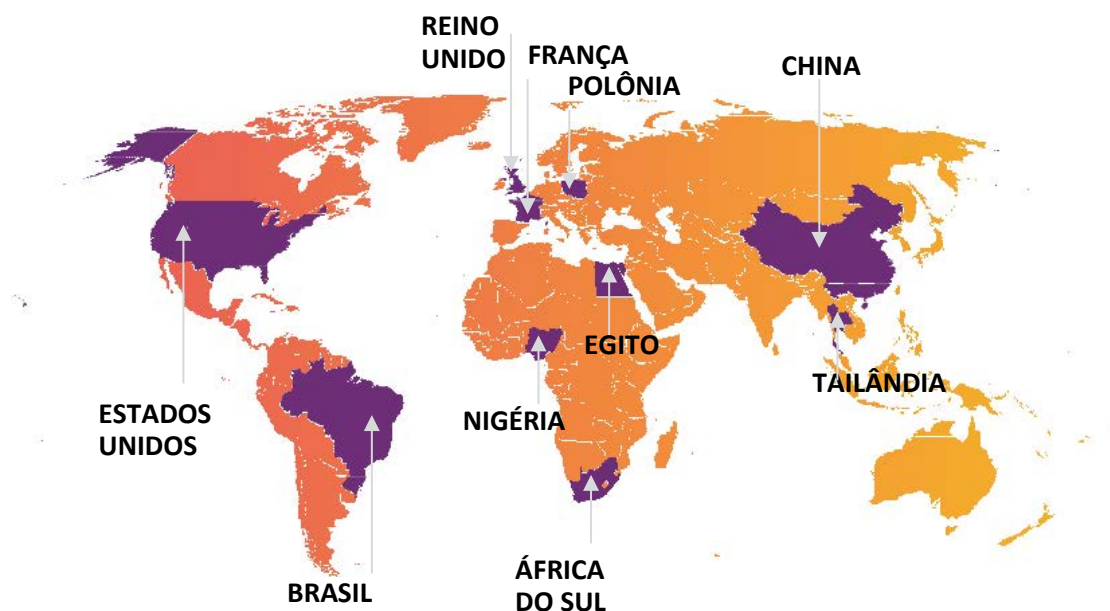 REINO
UNIDO
FRANÇA
POLÔNIA
CHINA
ESTADOS
UNIDOS
BRASIL
NIGÉRIA
EGITO
TAILÂNDIA
ÁFRICA
DO SUL